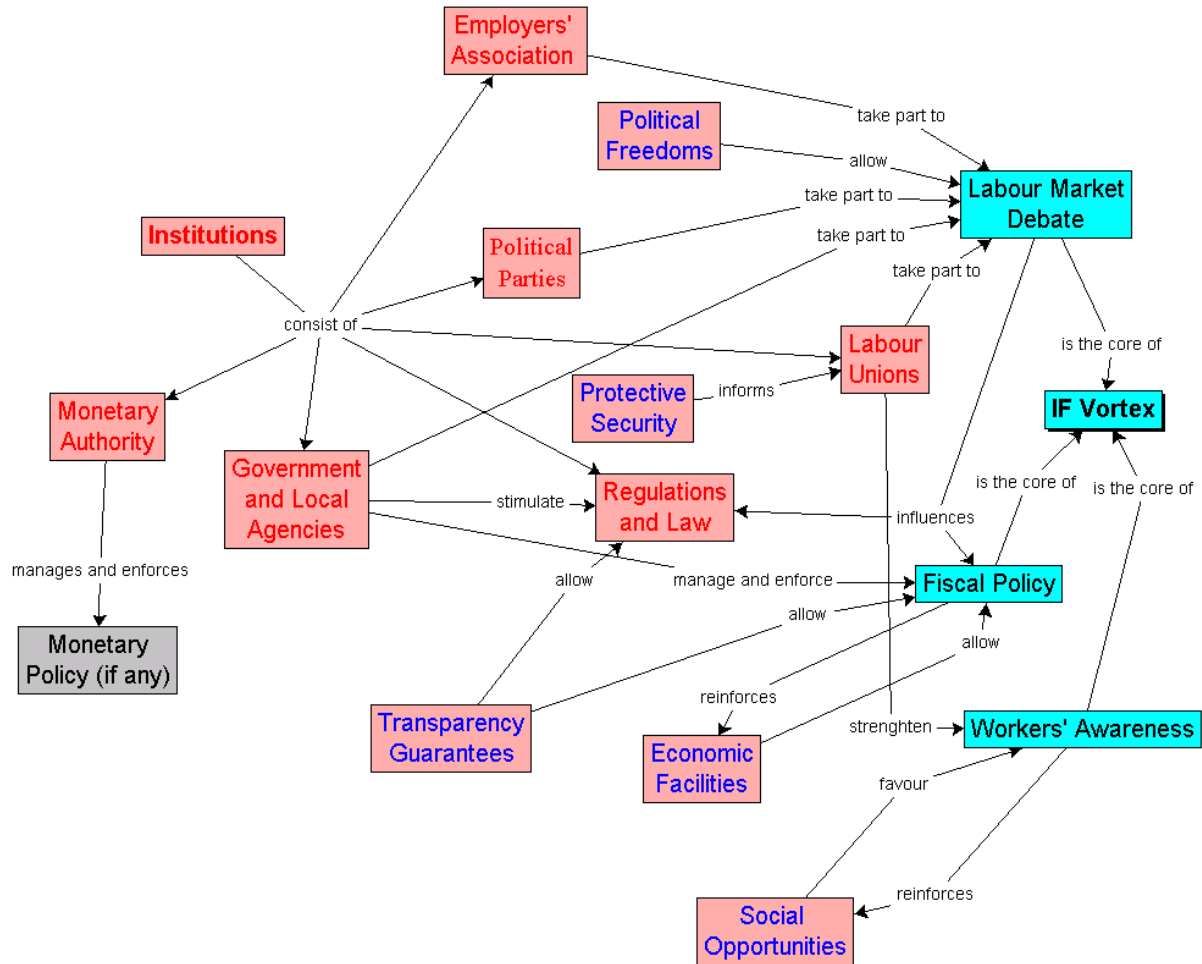 Employers'
Association
take part to
Political
Freedoms
allow
Labour Market
Debate
take part to
Institutions
take part to
Political
Parties
take part to
consist of
Labour
Unions
is the core of
Protective
Security
informs
IF Vortex
Monetary
Authority
Government
and Local
Agencies
stimulate
Regulations
and Law
influences
is the core of
is the core of
manages and enforces
allow
manage and enforce
Fiscal Policy
allow
allow
Monetary
Policy (if any)
reinforces
Transparency
Guarantees
Economic
Facilities
strenghten
Workers' Awareness
favour
reinforces
Social
Opportunities